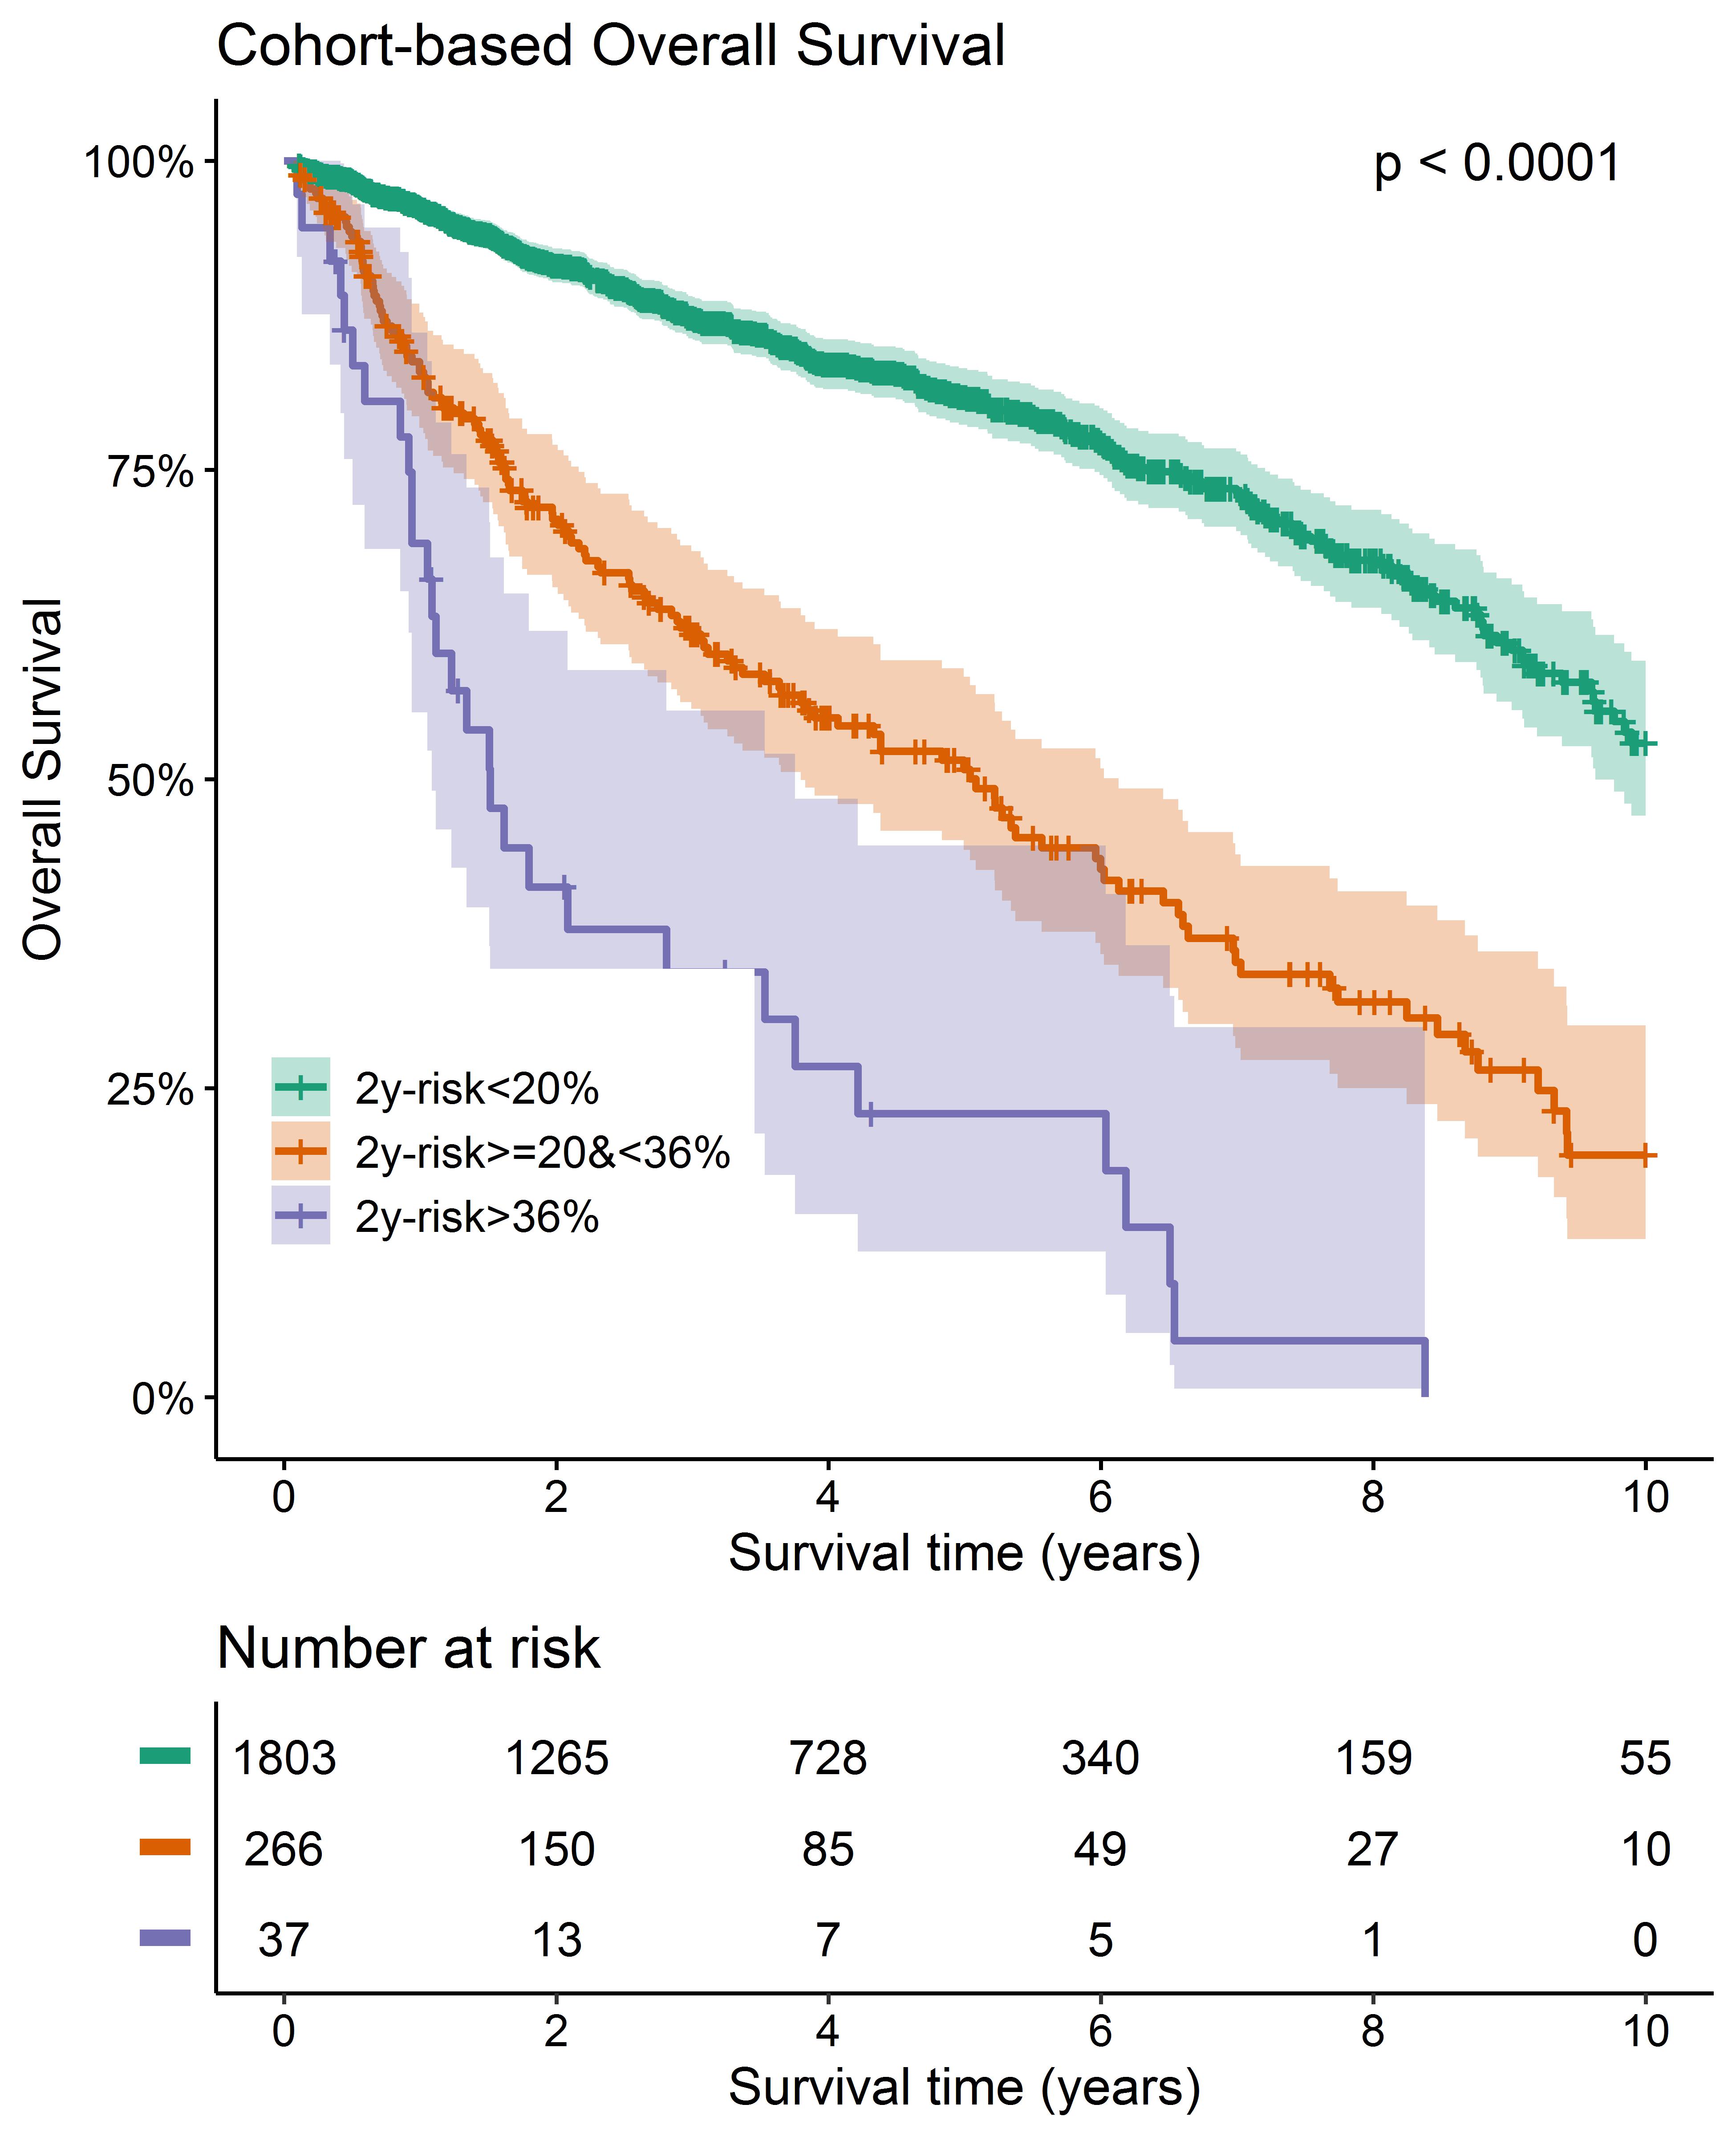 Cohort-based Overall Survival
p < 0.0001
100%
75%
50%
25%
0%
Overall Survival
2y-risk<20%
2y-risk>=20&<36%
2y-risk>36%
0 2 4 6 8 10
Survival time (years)
Number at risk
1803 1265 728 340 159 55
266 150 85 49 27 10
37 13 7 5 1 0
0 2 4 6 8 10
Survival time (years)